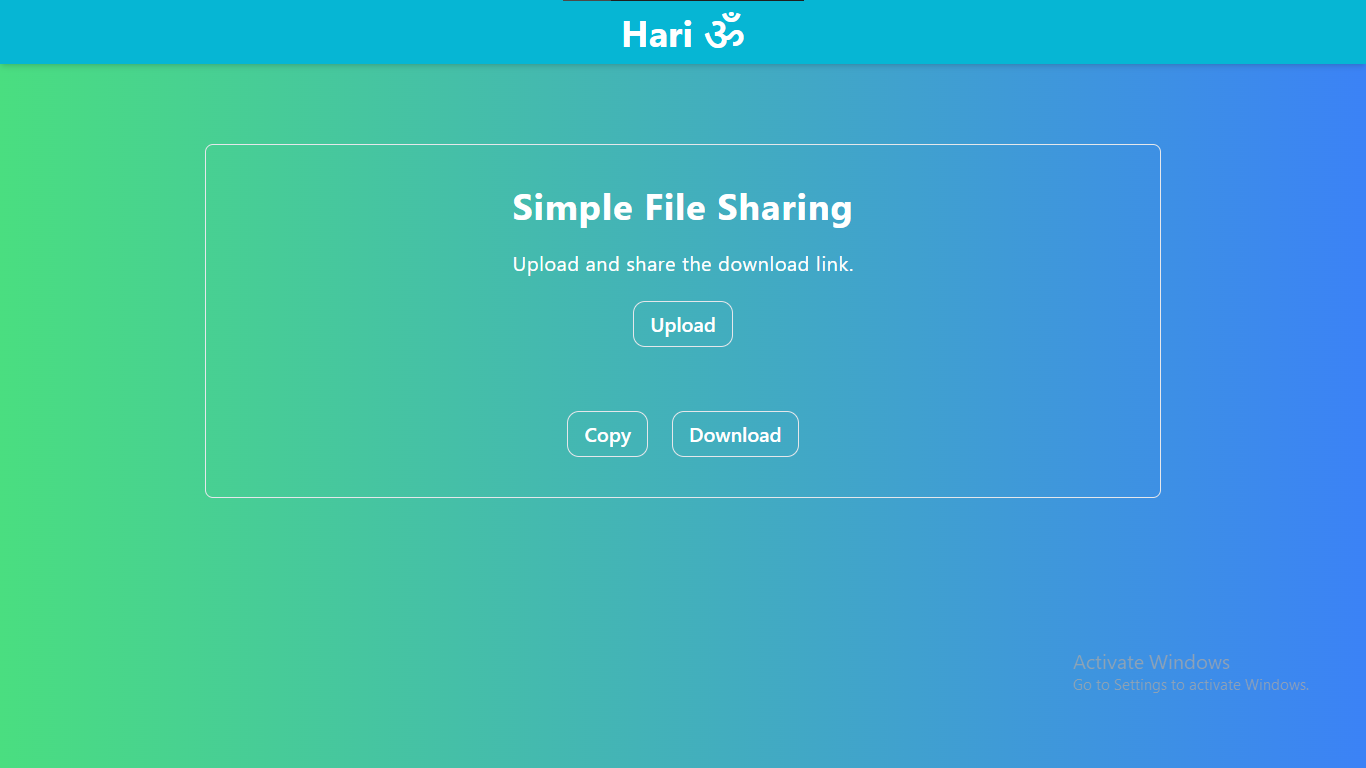 Hari ॐ
Simple File Sharing
Upload and share the download link.
Upload
Copy Download
Activate Windows
Go to Settings to activate Windows.